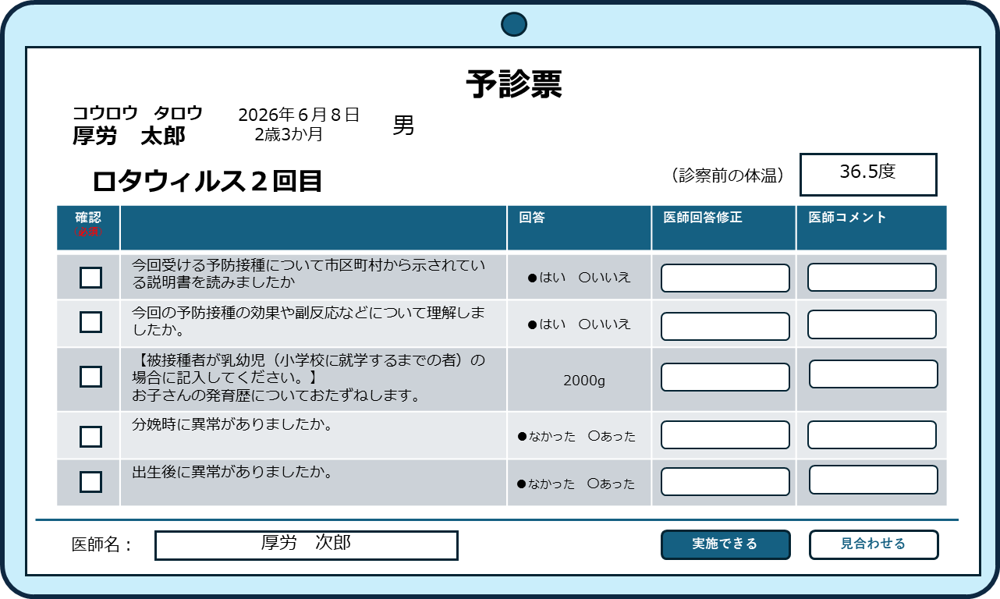 予診票
コウロウ　タロウ
厚労　太郎
2026年６月８日
2歳3か月
男
ロタウィルス２回目
（診察前の体温）
36.5度
確認
（必須）
回答
医師回答修正
医師コメント
今回受ける予防接種について市区町村から示されてい
る説明書を読みましたか
●はい　〇いいえ
今回の予防接種の効果や副反応などについて理解しま
したか。
●はい　〇いいえ
【被接種者が乳幼児（小学校に就学するまでの者）の
場合に記入してください。】
お子さんの発育歴についておたずねします。
2000g
分娩時に異常がありましたか。
●なかった　〇あった
出生後に異常がありましたか。
●なかった　〇あった
医師名：
厚労　次郎
実施できる
見合わせる